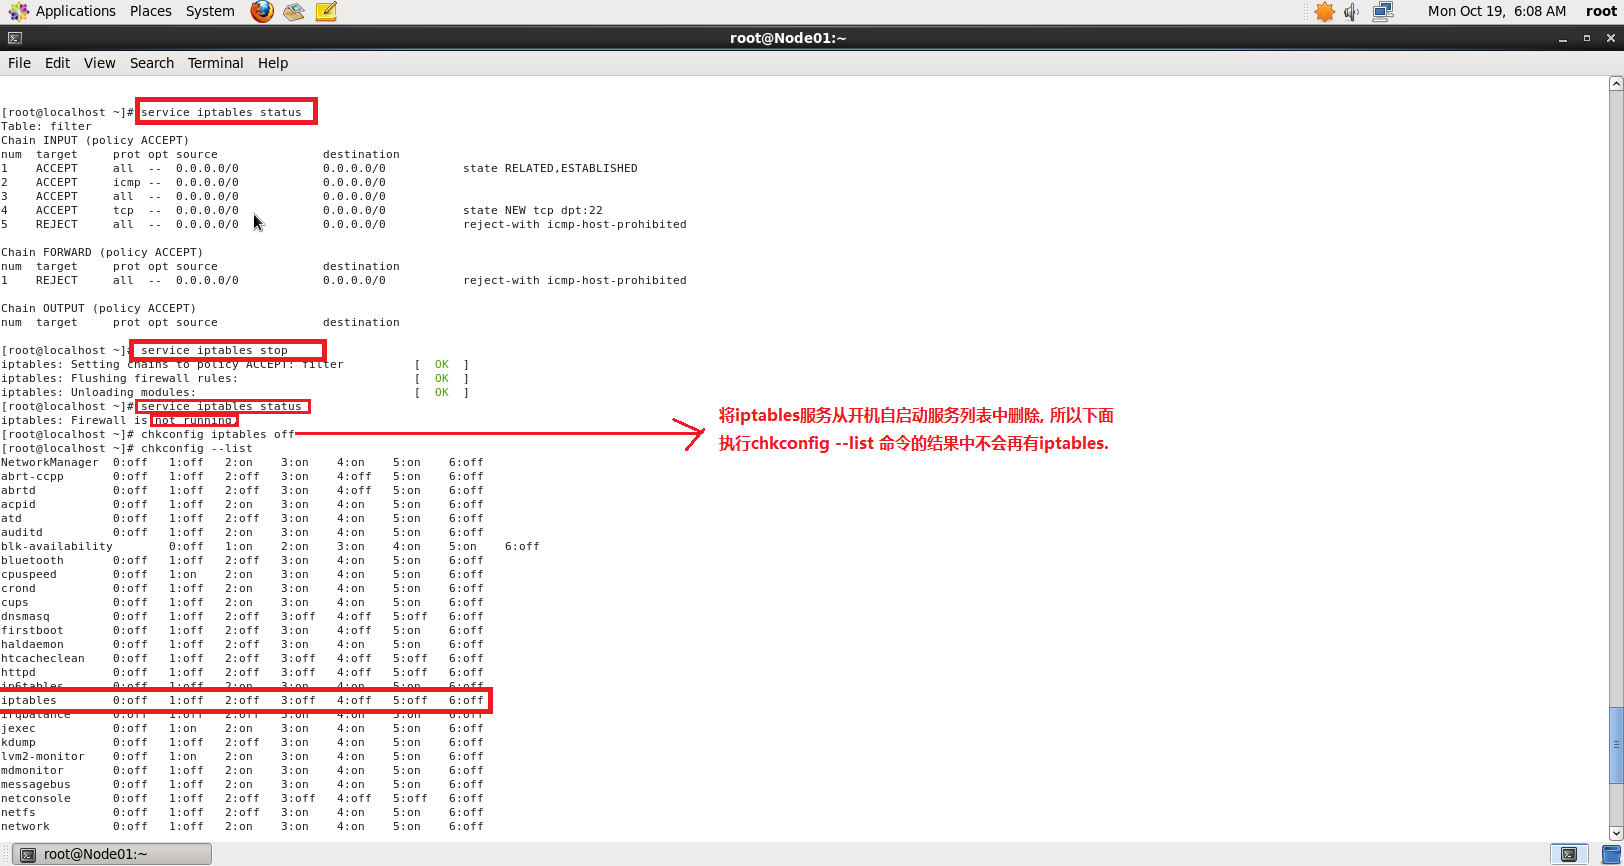 Applications Places System Mon Oct 19, 6:08 AM root
root@Node01:~
File Edit View Search Terminal Help
[root@localhost ~]# service iptables status
Table: filter
Chain INPUT (policy ACCEPT)
num target prot opt source destination
1 ACCEPT all -- 0.0.0.0/0 0.0.0.0/0 state RELATED,ESTABLISHED
2 ACCEPT icmp -- 0.0.0.0/0 0.0.0.0/0
3 ACCEPT all -- 0.0.0.0/0 0.0.0.0/0
4 ACCEPT tcp -- 0.0.0.0/0 0.0.0.0/0 state NEW tcp dpt:22
5 REJECT all -- 0.0.0.0/0 0.0.0.0/0 reject-with icmp-host-prohibited
Chain FORWARD (policy ACCEPT)
num target prot opt source destination
1 REJECT all -- 0.0.0.0/0 0.0.0.0/0 reject-with icmp-host-prohibited
Chain OUTPUT (policy ACCEPT)
num target prot opt source destination
[root@localhost ~]# service iptables stop
iptables: Setting chains to policy ACCEPT: filter [ OK ]
iptables: Flushing firewall rules: [ OK ]
iptables: Unloading modules: [ OK ]
[root@localhost ~]# service iptables status
iptables: Firewall is not running.
[root@localhost ~]# chkconfig iptables off
将iptables服务从开机自启动服务列表中删除, 所以下面
执行chkconfig --list 命令的结果中不会再有iptables.
[root@localhost ~]# chkconfig --list
NetworkManager 0:off 1:off 2:on 3:on 4:on 5:on 6:off
abrt-ccpp 0:off 1:off 2:off 3:on 4:off 5:on 6:off
abrtd 0:off 1:off 2:off 3:on 4:off 5:on 6:off
acpid 0:off 1:off 2:on 3:on 4:on 5:on 6:off
atd 0:off 1:off 2:off 3:on 4:on 5:on 6:off
auditd 0:off 1:off 2:on 3:on 4:on 5:on 6:off
blk-availability 0:off 1:on 2:on 3:on 4:on 5:on 6:off
bluetooth 0:off 1:off 2:off 3:on 4:on 5:on 6:off
cpuspeed 0:off 1:on 2:on 3:on 4:on 5:on 6:off
crond 0:off 1:off 2:on 3:on 4:on 5:on 6:off
cups 0:off 1:off 2:on 3:on 4:on 5:on 6:off
dnsmasq 0:off 1:off 2:off 3:off 4:off 5:off 6:off
firstboot 0:off 1:off 2:off 3:on 4:off 5:on 6:off
haldaemon 0:off 1:off 2:off 3:on 4:on 5:on 6:off
htcacheclean 0:off 1:off 2:off 3:off 4:off 5:on 6:off
httpd 0:off 1:off 2:off 3:on 4:off 5:on 6:off
ip6tables 0:off 1:off 2:on 3:on 4:on 5:on 6:off
iptables 0:off 1:off 2:off 3:off 4:off 5:off 6:off
irqbalance 0:off 1:off 2:off 3:on 4:on 5:on 6:off
jexec 0:off 1:on 2:on 3:on 4:on 5:on 6:off
kdump 0:off 1:off 2:off 3:on 4:on 5:on 6:off
lvm2-monitor 0:off 1:on 2:on 3:on 4:on 5:on 6:off
mdmonitor 0:off 1:off 2:on 3:on 4:on 5:on 6:off
messagebus 0:off 1:off 2:on 3:on 4:on 5:on 6:off
netconsole 0:off 1:off 2:off 3:off 4:off 5:off 6:off
netfs 0:off 1:off 2:off 3:on 4:on 5:on 6:off
network 0:off 1:off 2:on 3:on 4:on 5:on 6:off
root@Node01:~